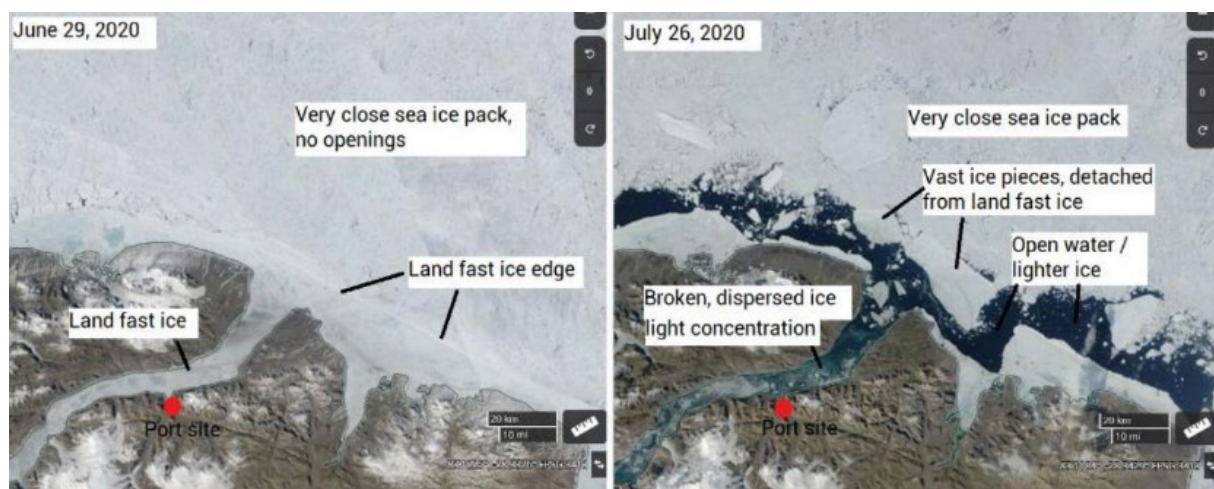 June 29, 2020
Very close sea ice pack,
no openings
Land fast ice edge
Land fast ice
Port site
20 km
10 mi
July 26, 2020
Very close sea ice pack
Vast ice pieces, detached
from land fast ice
Open water /
lighter ice
Broken, dispersed ice
light concentration
Port site
20 km
10 mi